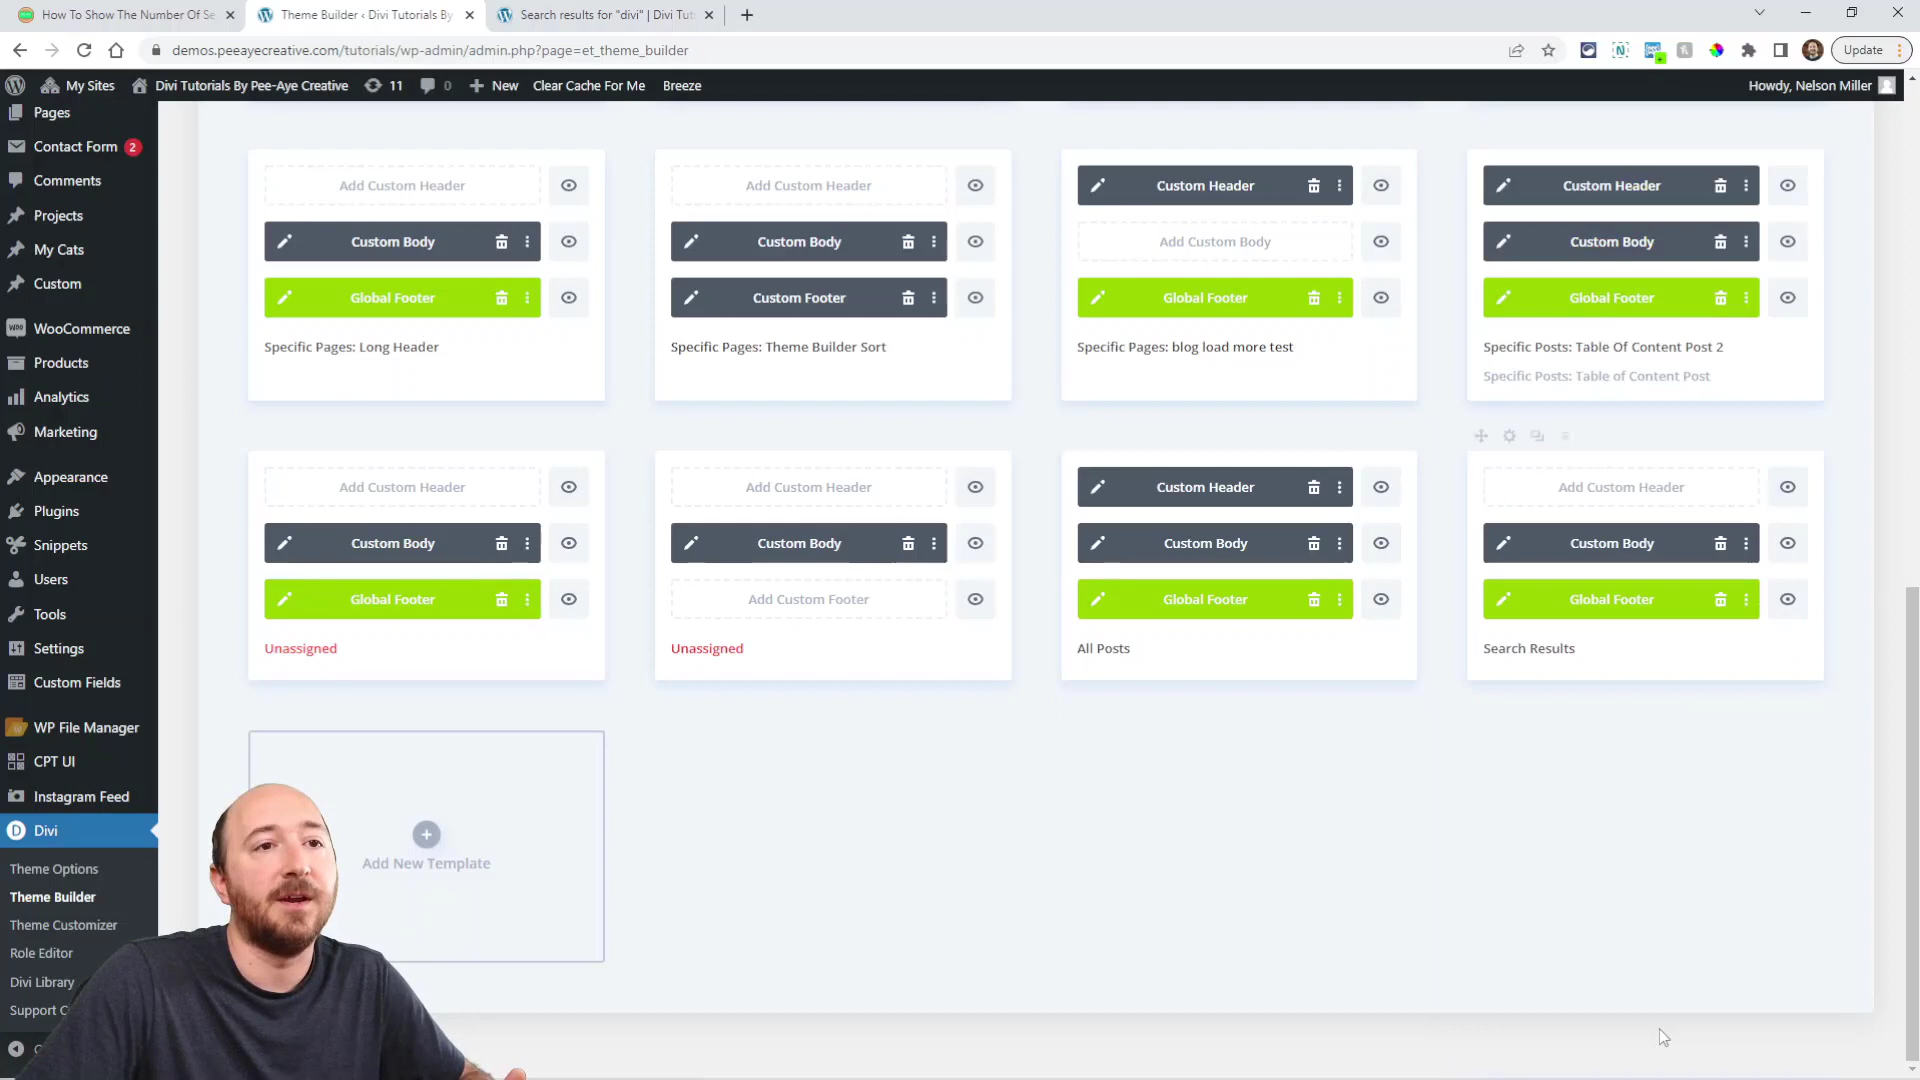 How To Show The Number Of Se
Theme Builder ‹ Divi Tutorials By
Search results for "divi" | Divi Tut
demos.peeayecreative.com/tutorials/wp-admin/admin.php?page=et_theme_builder
Update
My Sites
Divi Tutorials By Pee-Aye Creative
11
0
New
Clear Cache For Me
Breeze
Howdy, Nelson Miller
Pages
Contact Form 2
Comments
Projects
My Cats
Custom
WooCommerce
Products
Analytics
Marketing
Appearance
Plugins
Snippets
Users
Tools
Settings
Custom Fields
WP File Manager
CPT UI
Instagram Feed
Divi
Theme Options
Theme Builder
Theme Customizer
Role Editor
Divi Library
Support C
Add Custom Header
Custom Body
Global Footer
Specific Pages: Long Header
Add Custom Header
Custom Body
Custom Footer
Specific Pages: Theme Builder Sort
Custom Header
Add Custom Body
Global Footer
Specific Pages: blog load more test
Custom Header
Custom Body
Global Footer
Specific Posts: Table Of Content Post 2
Specific Posts: Table of Content Post
Add Custom Header
Custom Body
Global Footer
Unassigned
Add Custom Header
Custom Body
Add Custom Footer
Unassigned
Custom Header
Custom Body
Global Footer
All Posts
Add Custom Header
Custom Body
Global Footer
Search Results
Add New Template